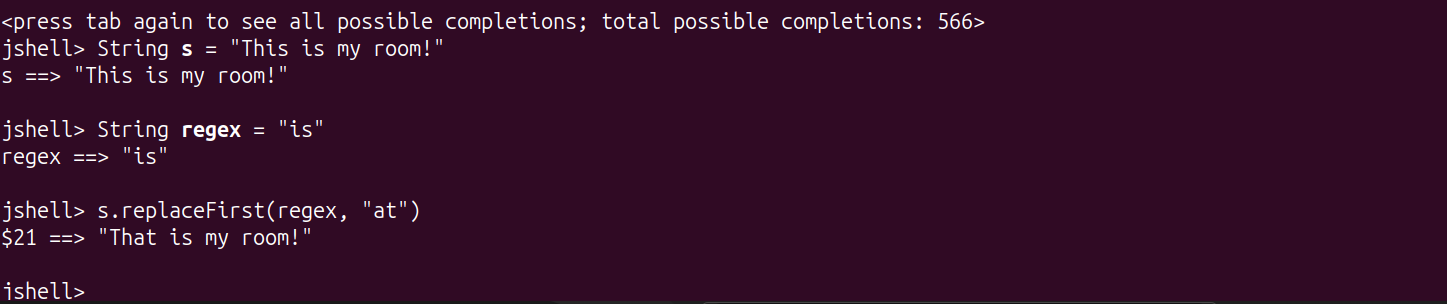 <press tab again to see all possible completions; total possible completions: 566>
jshell> String s = "This is my room!"
s ==> "This is my room!"
jshell> String regex = "is"
regex ==> "is"
jshell> s.replaceFirst(regex, "at")
$21 ==> "That is my room!"
jshell>